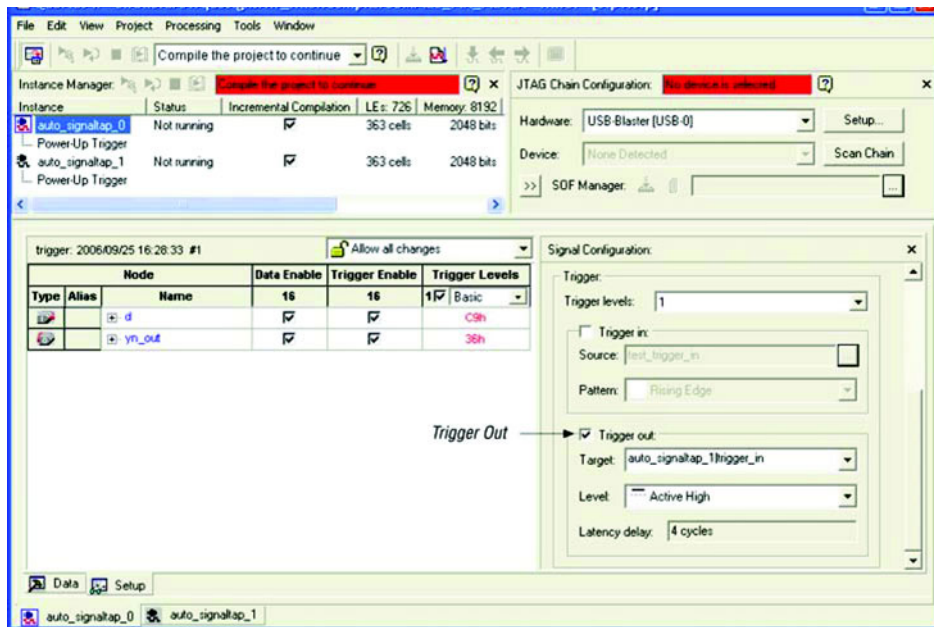 File Edit View Project Processing Tools Window
Compile the project to continue
Instance Manager: Compile the project to continue
JTAG Chain Configuration: No device is selected
Instance Status Incremental Compilation LEs: 726 Memory: 8192
auto_signaltap_0 Not running 363 cells 2048 bits
Power-Up Trigger
auto_signaltap_1 Not running 363 cells 2048 bits
Power-Up Trigger
Hardware: USB-Blaster [USB-0] Setup...
Device: None Detected Scan Chain
>> SOF Manager: ...
trigger: 2006/09/25 16:28:33 #1 Allow all changes
Node Data Enable Trigger Enable Trigger Levels
Type Alias Name 16 16 1 Basic
d C9h
yn_out 36h
Signal Configuration:
Trigger:
Trigger levels: 1
Trigger in:
Source: test_trigger_in ...
Pattern: Rising Edge
Trigger Out
Trigger out:
Target: auto_signaltap_1|trigger_in
Level: Active High
Latency delay: 4 cycles
Data Setup
auto_signaltap_0 auto_signaltap_1